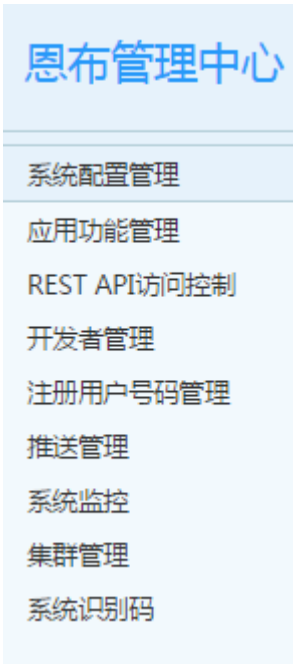 恩布管理中心
系统配置管理
应用功能管理
REST API访问控制
开发者管理
注册用户号码管理
推送管理
系统监控
集群管理
系统识别码